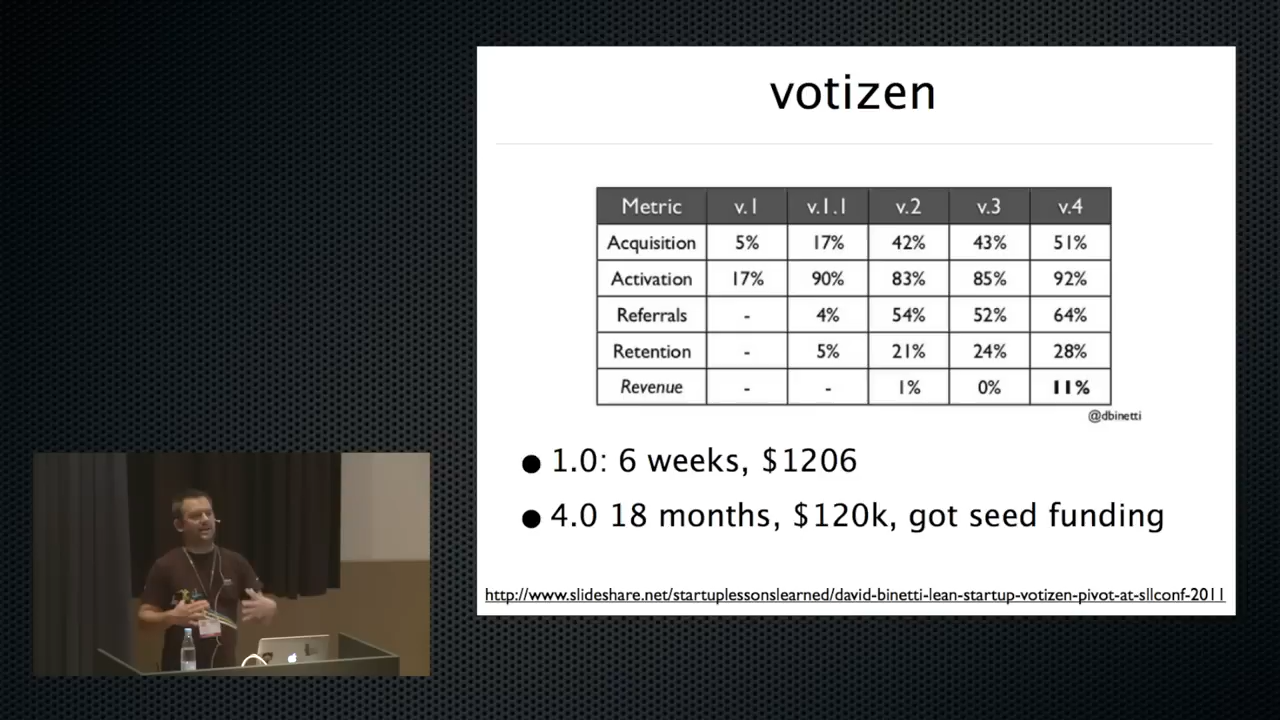 votizen
Metric v.1 v.1.1 v.2 v.3 v.4
Acquisition 5% 17% 42% 43% 51%
Activation 17% 90% 83% 85% 92%
Referrals - 4% 54% 52% 64%
Retention - 5% 21% 24% 28%
Revenue - - 1% 0% 11%
@dbinetti
● 1.0: 6 weeks, $1206
● 4.0 18 months, $120k, got seed funding
http://www.slideshare.net/startuplessonslearned/david-binetti-lean-startup-votizen-pivot-at-sllconf-2011